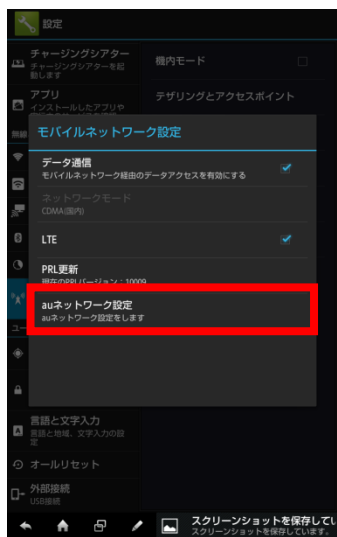 設定
チャージングシアター
チャージングシアターを起
動します
機内モード
アプリ
インストールしたアプリや
テザリングとアクセスポイント
無線
モバイルネットワーク設定
データ通信
モバイルネットワーク経由のデータアクセスを有効にする
ネットワークモード
CDMA(国内)
LTE
PRL更新
現在のPRLバージョン：10009
auネットワーク設定
auネットワーク設定をします
ユー
言語と文字入力
言語と地域、文字入力の設
定
オールリセット
外部接続
USB接続
スクリーンショットを保存してい
スクリーンショットを保存しています。